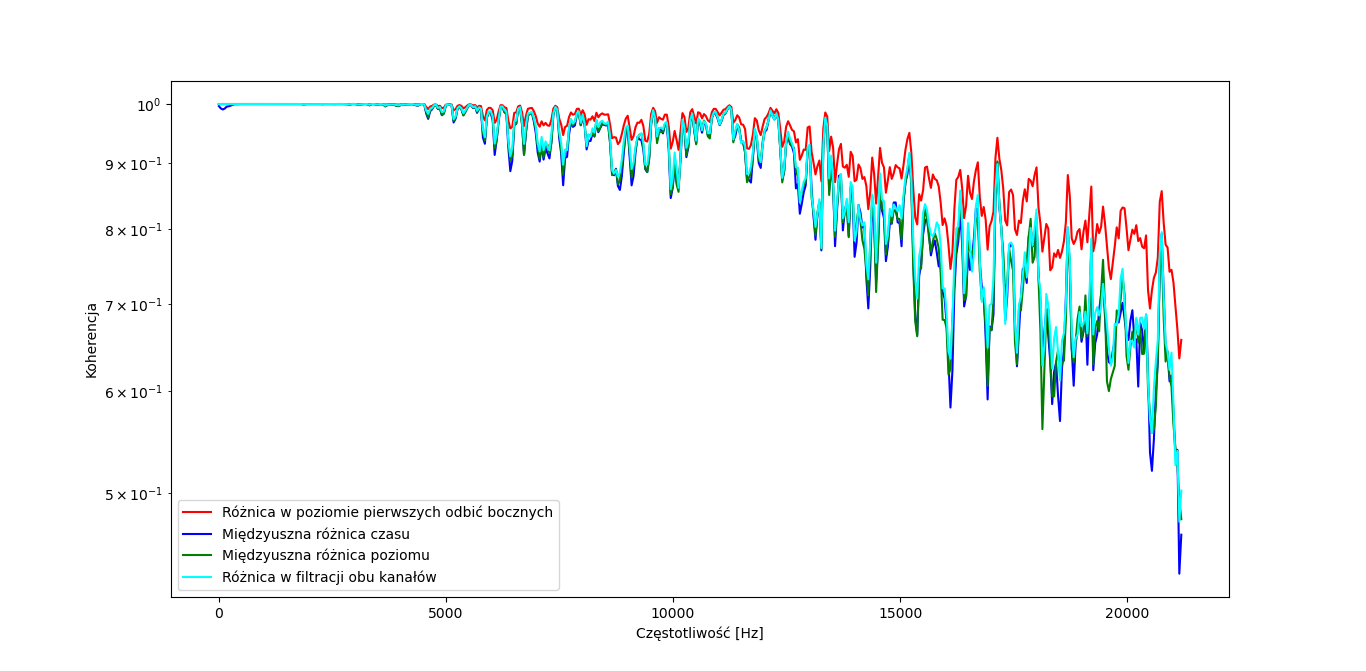 10⁰
9 × 10⁻¹
8 × 10⁻¹
7 × 10⁻¹
6 × 10⁻¹
5 × 10⁻¹
Koherencja
Różnica w poziomie pierwszych odbić bocznych
Międzyuszna różnica czasu
Międzyuszna różnica poziomu
Różnica w filtracji obu kanałów
0 5000 10000 15000 20000
Częstotliwość [Hz]